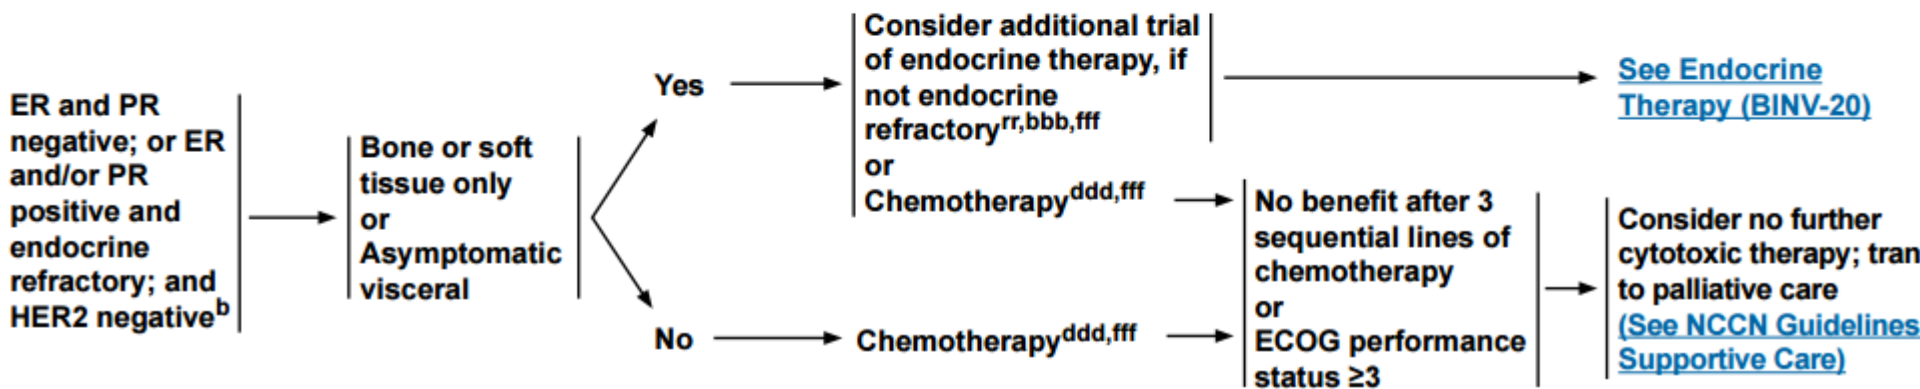 ER and PR
negative; or ER
and/or PR
positive and
endocrine
refractory; and
HER2 negativeb
Bone or soft
tissue only
or
Asymptomatic
visceral
Yes
No
Consider additional trial
of endocrine therapy, if
not endocrine
refractoryrr,bbb,fff
or
Chemotherapyddd,fff
Chemotherapyddd,fff
See Endocrine
Therapy (BINV-20)
No benefit after 3
sequential lines of
chemotherapy
or
ECOG performance
status ≥3
Consider no further
cytotoxic therapy; tran
to palliative care
(See NCCN Guidelines
Supportive Care)